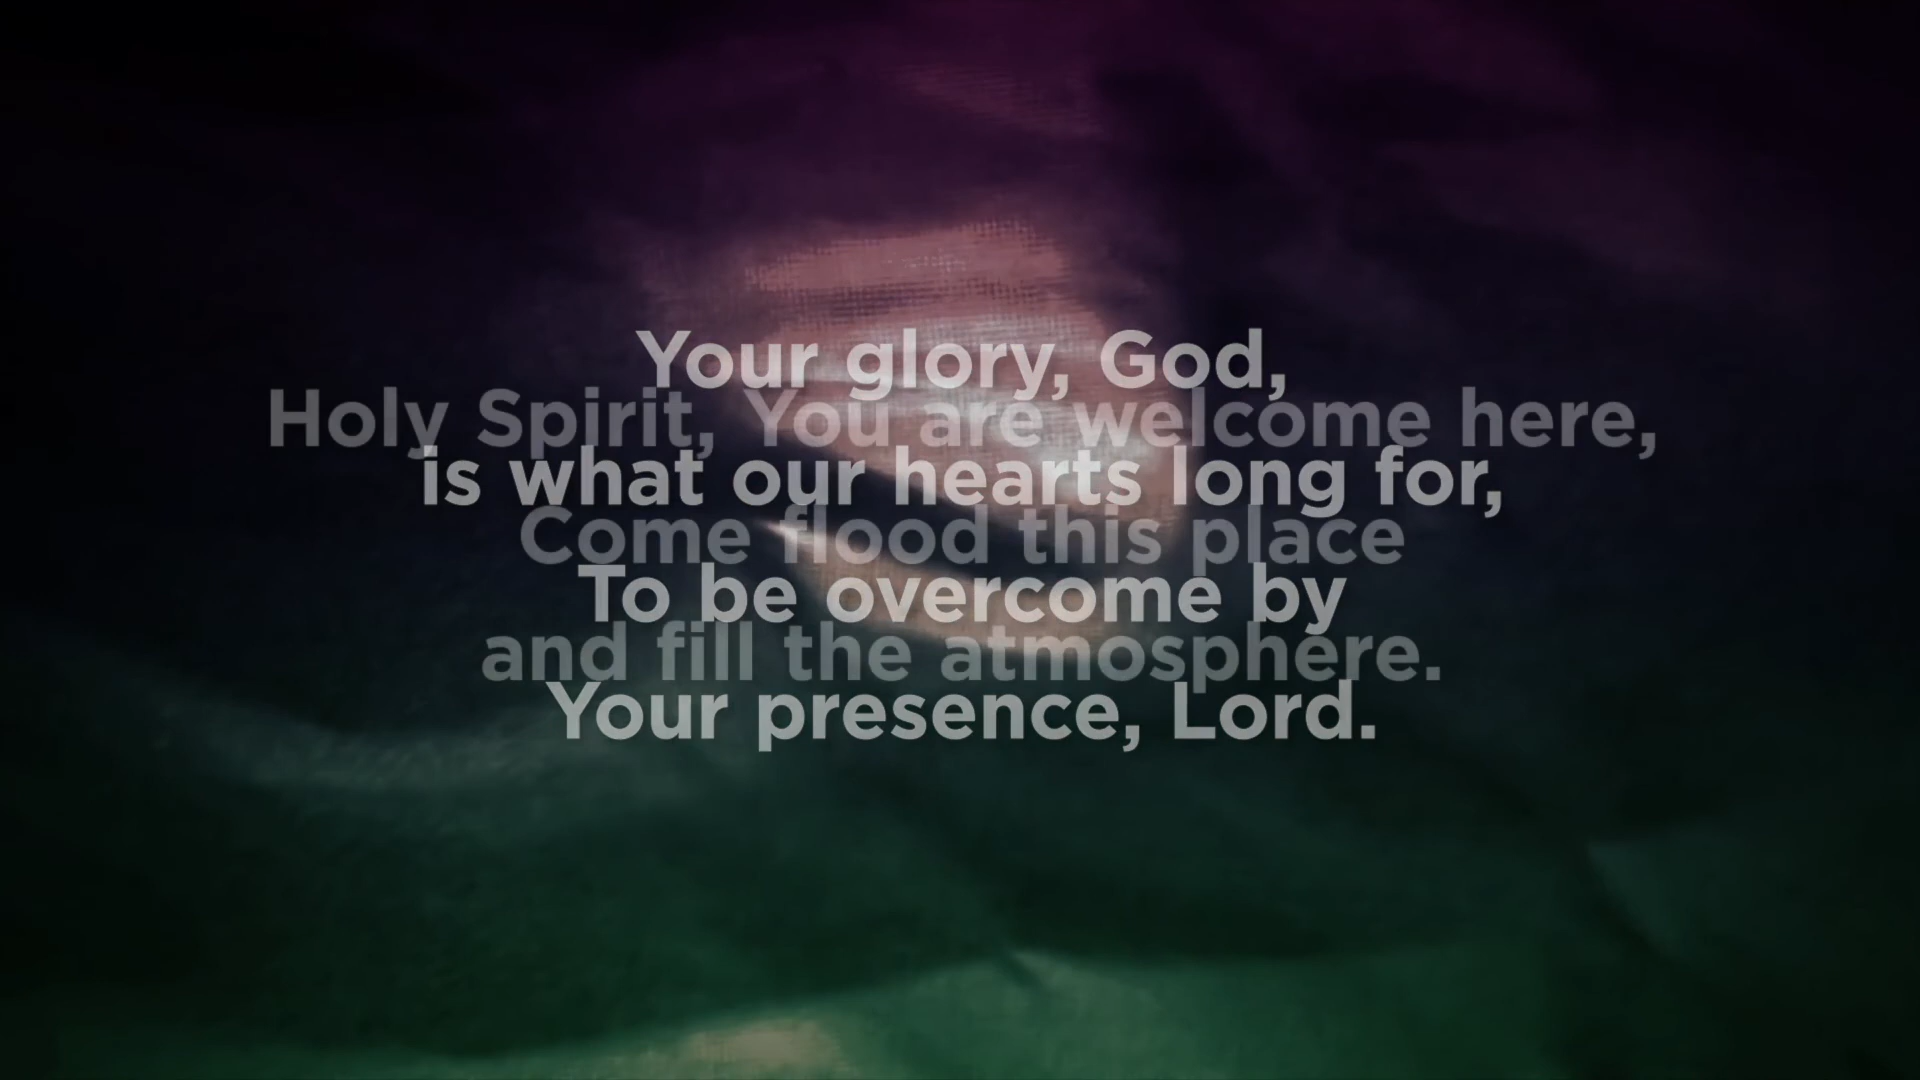 Your glory, God,
Holy Spirit, You are welcome here,
is what our hearts long for,
Come flood this place
To be overcome by
and fill the atmosphere.
Your presence, Lord.